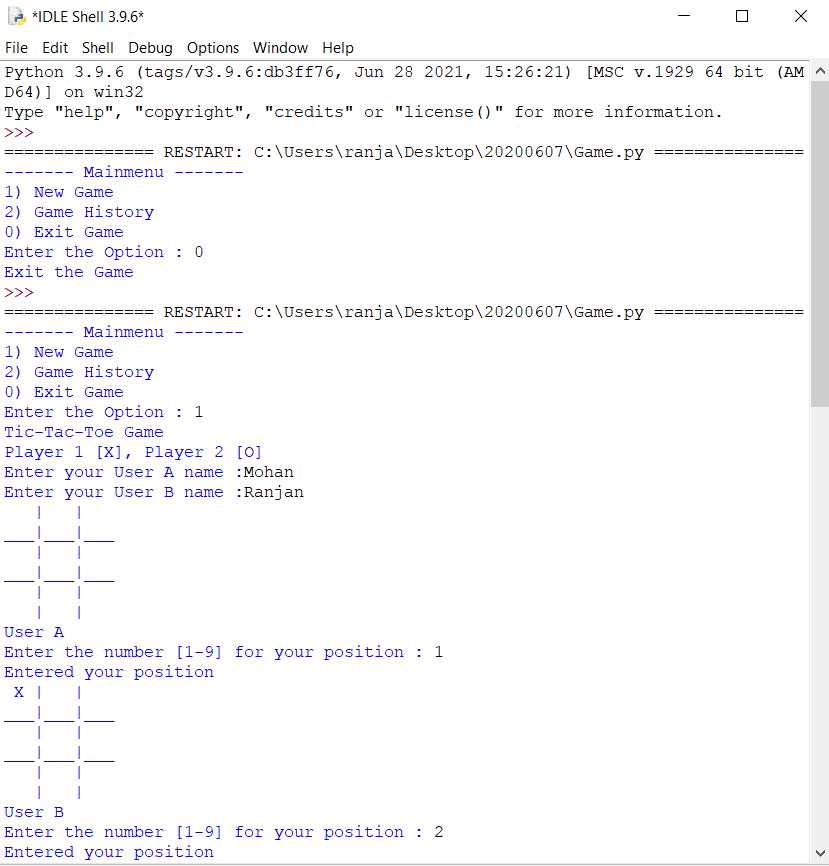 *IDLE Shell 3.9.6*
File Edit Shell Debug Options Window Help
Python 3.9.6 (tags/v3.9.6:db3ff76, Jun 28 2021, 15:26:21) [MSC v.1929 64 bit (AM
D64)] on win32
Type "help", "copyright", "credits" or "license()" for more information.
>>>
=============== RESTART: C:\Users\ranja\Desktop\20200607\Game.py ===============
------- Mainmenu -------
1) New Game
2) Game History
0) Exit Game
Enter the Option : 0
Exit the Game
>>>
=============== RESTART: C:\Users\ranja\Desktop\20200607\Game.py ===============
------- Mainmenu -------
1) New Game
2) Game History
0) Exit Game
Enter the Option : 1
Tic-Tac-Toe Game
Player 1 [X], Player 2 [O]
Enter your User A name :Mohan
Enter your User B name :Ranjan
   |   |
___|___|___
   |   |
___|___|___
   |   |
   |   |
User A
Enter the number [1-9] for your position : 1
Entered your position
 X |   |
___|___|___
   |   |
___|___|___
   |   |
   |   |
User B
Enter the number [1-9] for your position : 2
Entered your position